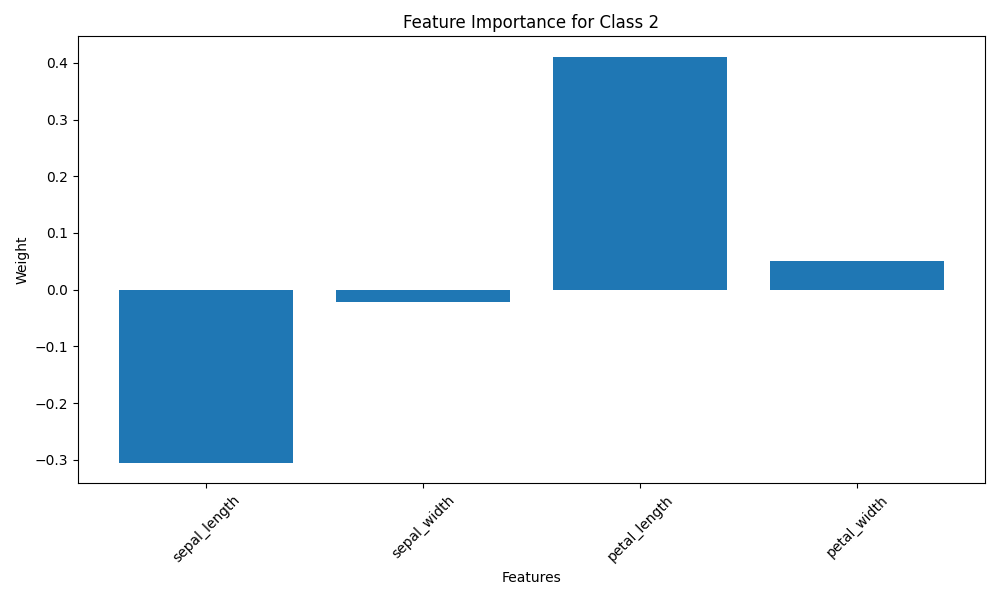 Feature Importance for Class 2
Weight
0.4
0.3
0.2
0.1
0.0
−0.1
−0.2
−0.3
sepal_length
sepal_width
petal_length
petal_width
Features